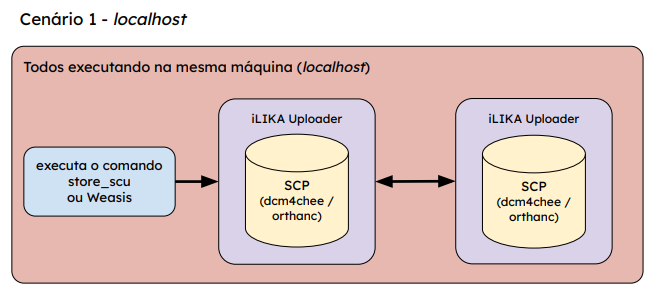 Cenário 1 - localhost
Todos executando na mesma máquina (localhost)
executa o comando
store_scu
ou Weasis
iLIKA Uploader
SCP
(dcm4chee /
orthanc)
iLIKA Uploader
SCP
(dcm4chee /
orthanc)